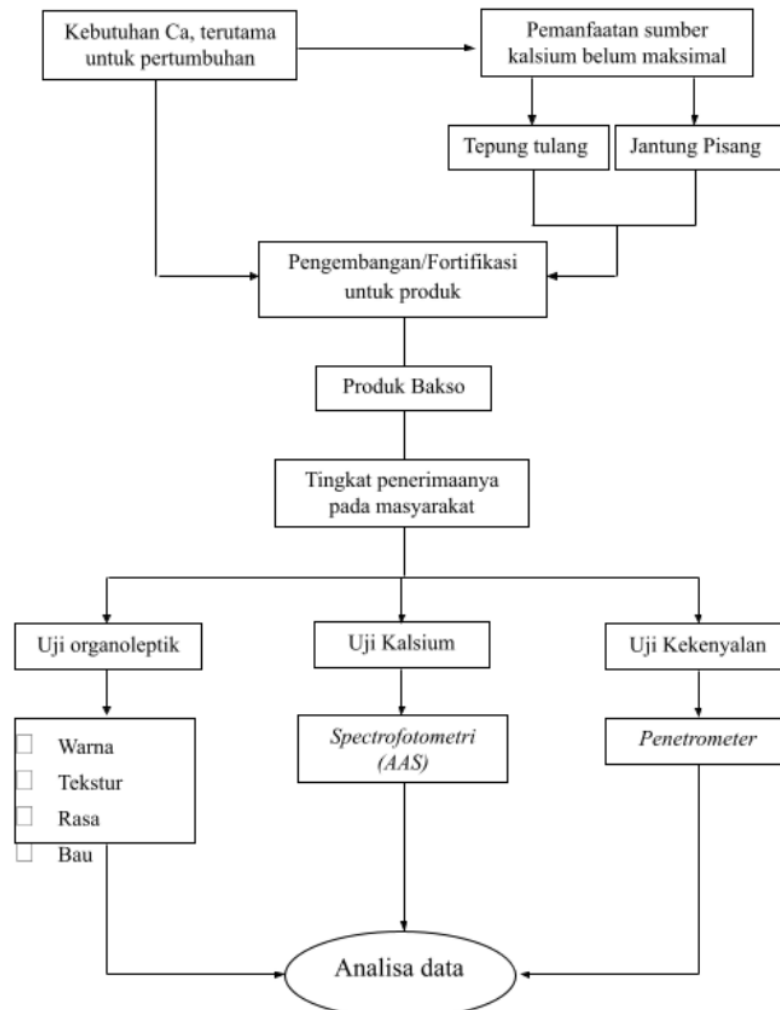 Kebutuhan Ca, terutama
untuk pertumbuhan
Pemanfaatan sumber
kalsium belum maksimal
Tepung tulang
Jantung Pisang
Pengembangan/Fortifikasi
untuk produk
Produk Bakso
Tingkat penerimaanya
pada masyarakat
Uji organoleptik
Uji Kalsium
Uji Kekenyalan
Warna
Tekstur
Rasa
Bau
Spectrofotometri
(AAS)
Penetrometer
Analisa data